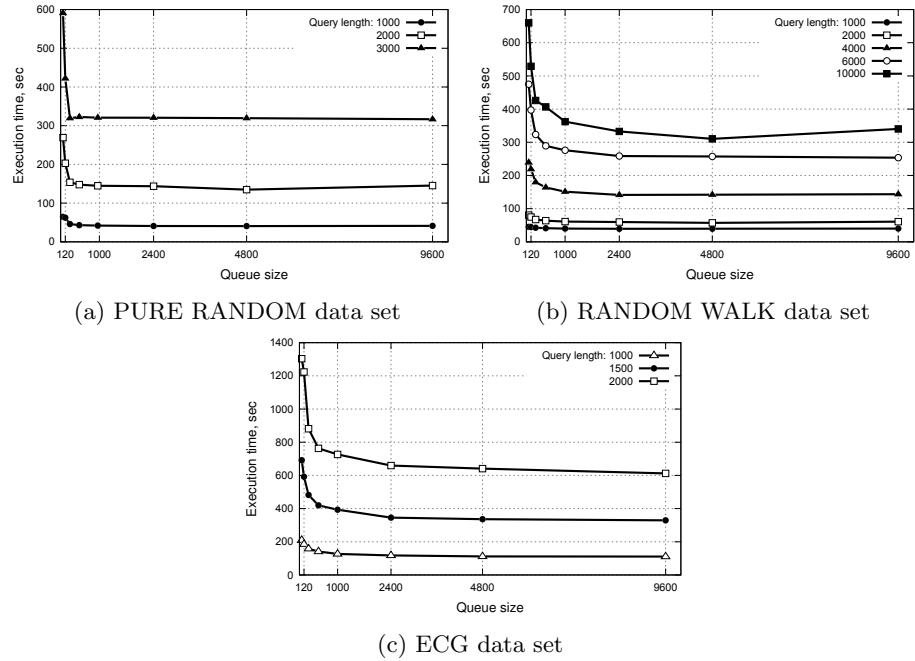 600
500
400
300
200
100
0
Execution time, sec
Query length: 1000
2000
3000
120 1000 2400 4800 9600
Queue size
(a) PURE RANDOM data set
700
600
500
400
300
200
100
0
Execution time, sec
Query length: 1000
2000
4000
6000
10000
120 1000 2400 4800 9600
Queue size
(b) RANDOM WALK data set
1400
1200
1000
800
600
400
200
0
Execution time, sec
Query length: 1000
1500
2000
120 1000 2400 4800 9600
Queue size
(c) ECG data set